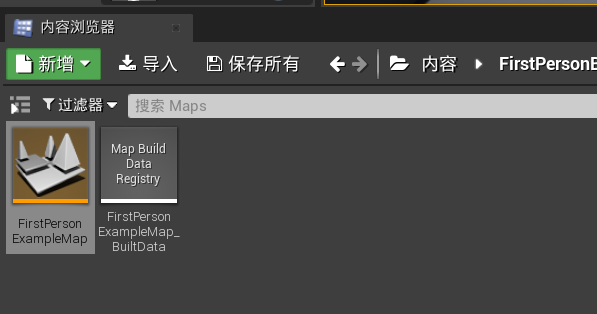 内容浏览器
新增 导入 保存所有 内容 FirstPersonE
过滤器 搜索 Maps
Map Build
Data
Registry
FirstPerson
ExampleMap
FirstPerson
ExampleMap_
BuiltData